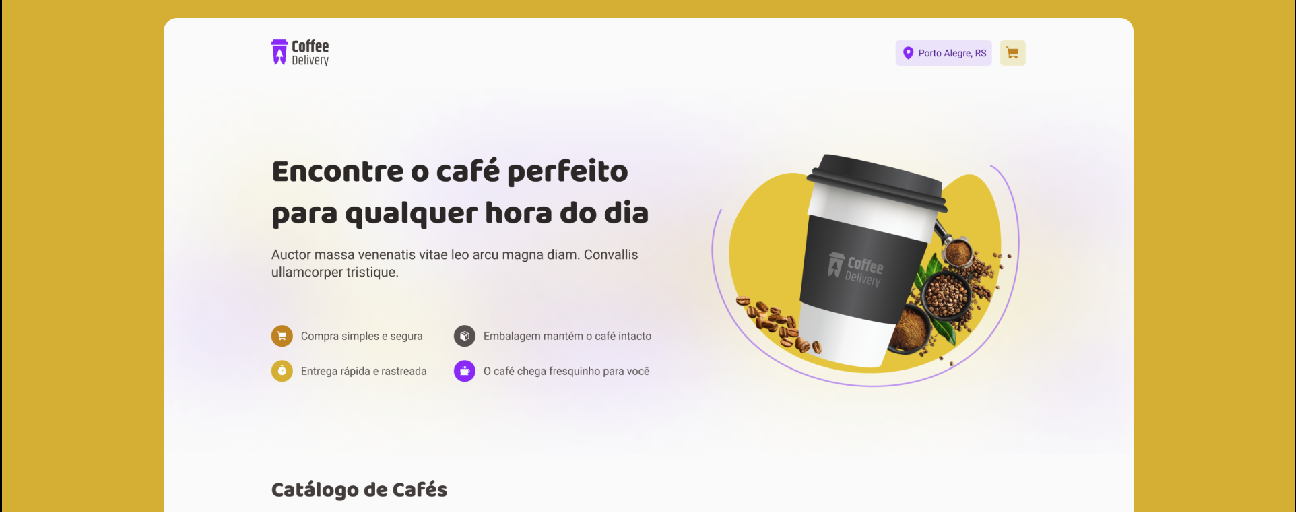 Coffee
Delivery
Porto Alegre, RS
Encontre o café perfeito
para qualquer hora do dia
Auctor massa venenatis vitae leo arcu magna diam. Convallis
ullamcorper tristique.
Compra simples e segura
Embalagem mantém o café intacto
Entrega rápida e rastreada
O café chega fresquinho para você
Coffee
Delivery
Catálogo de Cafés